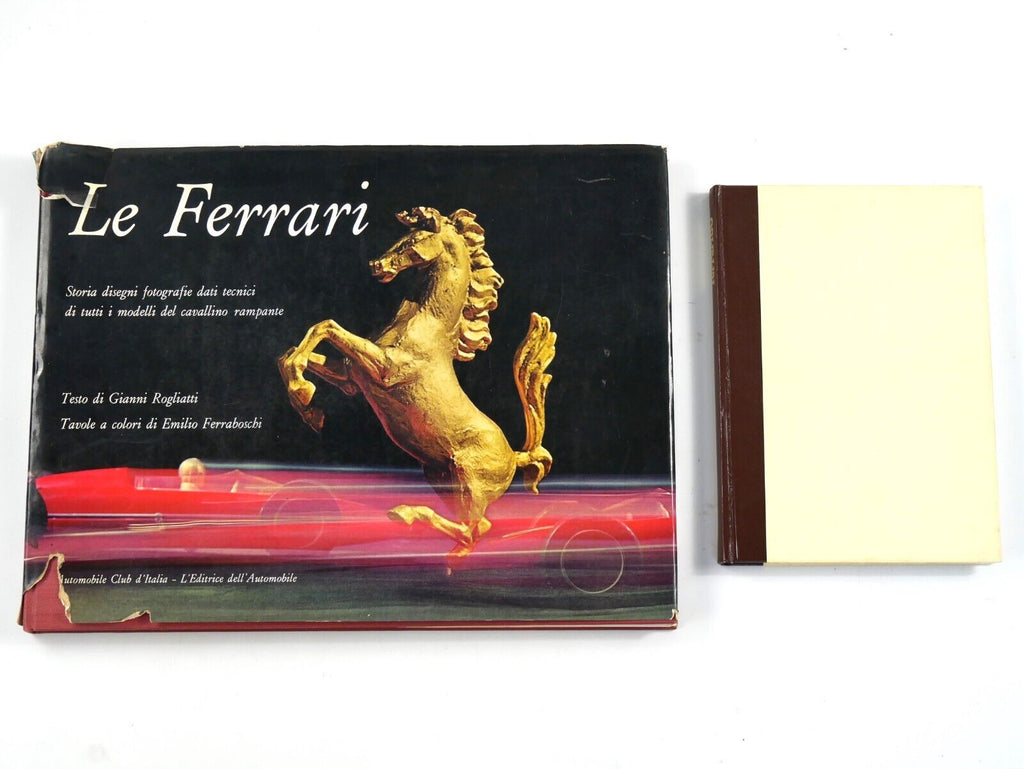 Le Ferrari
Storia disegni fotografie dati tecnici
di tutti i modelli del cavallino rampante
Testo di Gianni Rogliatti
Tavole a colori di Emilio Ferraboschi
utomobile Club d'Italia - L'Editrice dell'Automobile